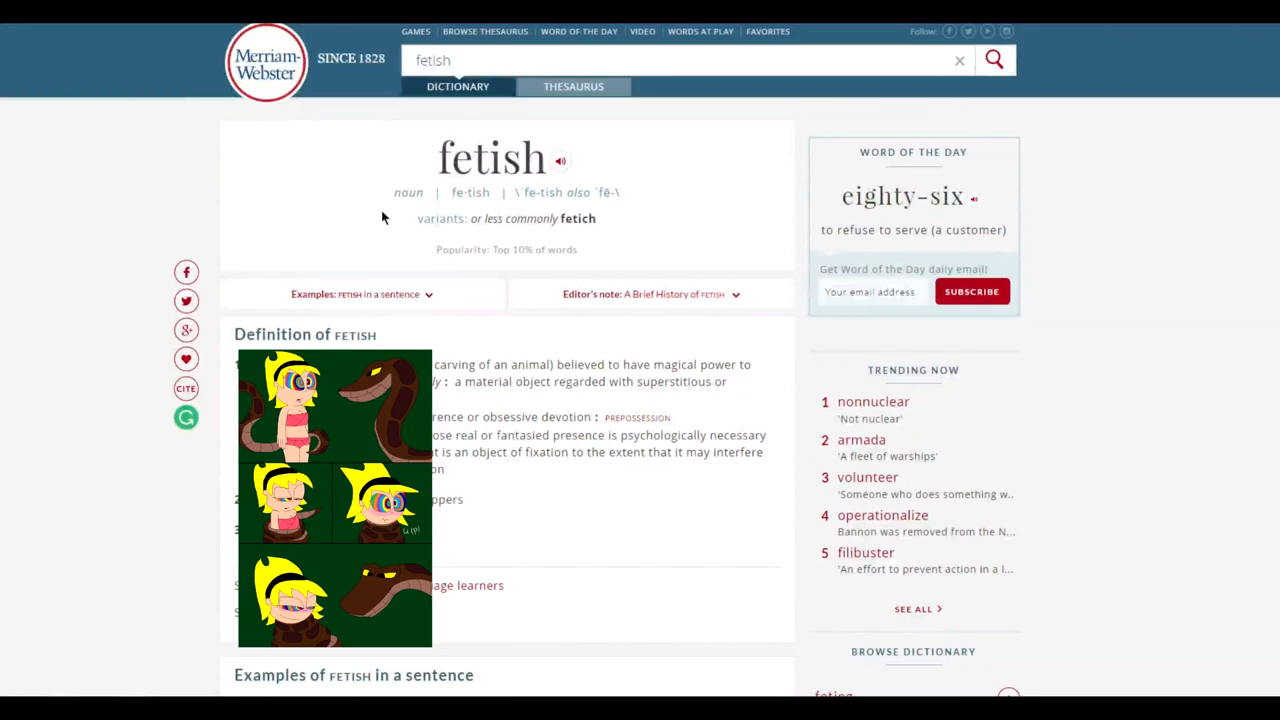 GAMES | BROWSE THESAURUS | WORD OF THE DAY | VIDEO | WORDS AT PLAY | FAVORITES
Follow:
Merriam-
Webster
SINCE 1828
fetish
DICTIONARY
THESAURUS
fetish
noun | fe·tish | \ˈfe-tish also ˈfē-\
variants: or less commonly fetich
Popularity: Top 10% of words
Examples: FETISH in a sentence
Editor's note: A Brief History of FETISH
Definition of FETISH
carving of an animal) believed to have magical power to
: a material object regarded with superstitious or
rence or obsessive devotion : PREPOSSESSION
ose real or fantasied presence is psychologically necessary
t is an object of fixation to the extent that it may interfere
on
ppers
age learners
CITE
G
Examples of FETISH in a sentence
WORD OF THE DAY
eighty-six
to refuse to serve (a customer)
Get Word of the Day daily email!
Your email address
SUBSCRIBE
TRENDING NOW
1 nonnuclear
'Not nuclear'
2 armada
'A fleet of warships'
3 volunteer
'Someone who does something w..
4 operationalize
Bannon was removed from the N...
5 filibuster
'An effort to prevent action in a l...
SEE ALL
BROWSE DICTIONARY